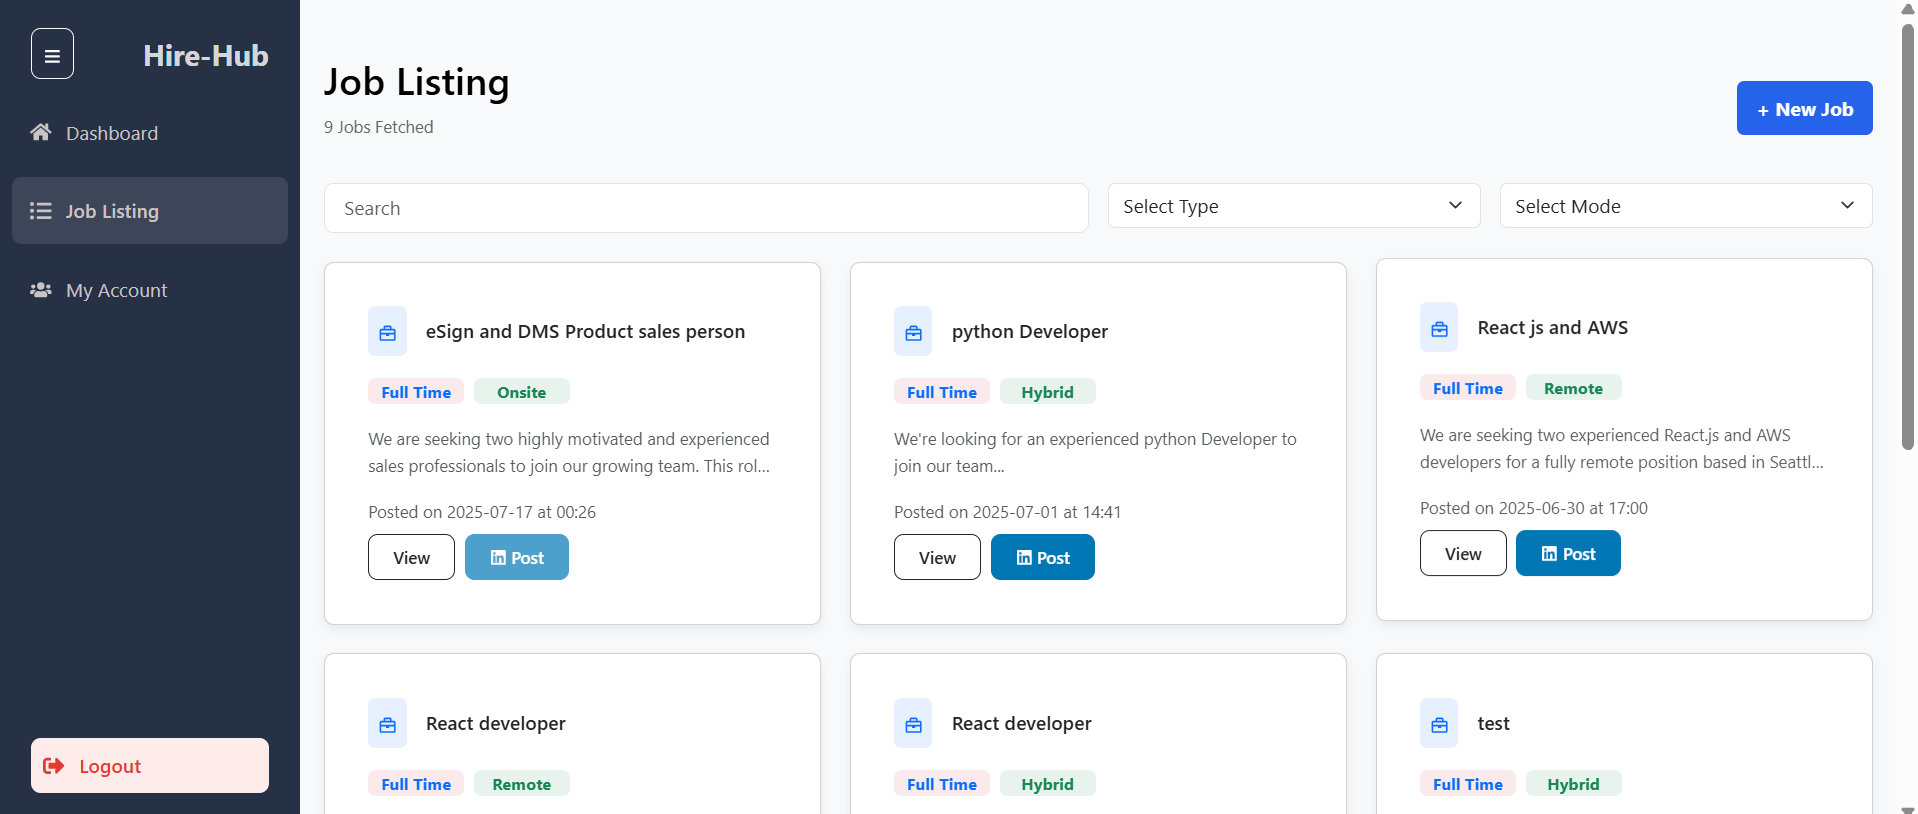 Hire-Hub
Dashboard
Job Listing
My Account
Logout
Job Listing
9 Jobs Fetched
+ New Job
Search
Select Type
Select Mode
eSign and DMS Product sales person
Full Time Onsite
We are seeking two highly motivated and experienced
sales professionals to join our growing team. This rol...
Posted on 2025-07-17 at 00:26
View
Post
python Developer
Full Time Hybrid
We're looking for an experienced python Developer to
join our team...
Posted on 2025-07-01 at 14:41
View
Post
React js and AWS
Full Time Remote
We are seeking two experienced React.js and AWS
developers for a fully remote position based in Seattl...
Posted on 2025-06-30 at 17:00
View
Post
React developer
Full Time Remote
React developer
Full Time Hybrid
test
Full Time Hybrid